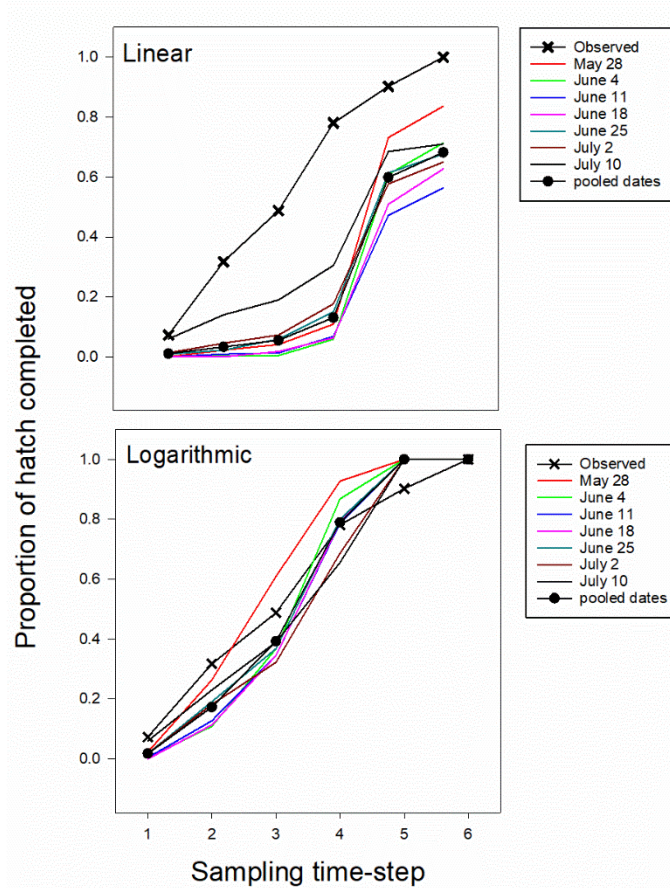 Linear
1.0
0.8
0.6
0.4
0.2
0.0
Observed
May 28
June 4
June 11
June 18
June 25
July 2
July 10
pooled dates
Proportion of hatch completed
Logarithmic
1.0
0.8
0.6
0.4
0.2
0.0
1 2 3 4 5 6
Sampling time-step
Observed
May 28
June 4
June 11
June 18
June 25
July 2
July 10
pooled dates